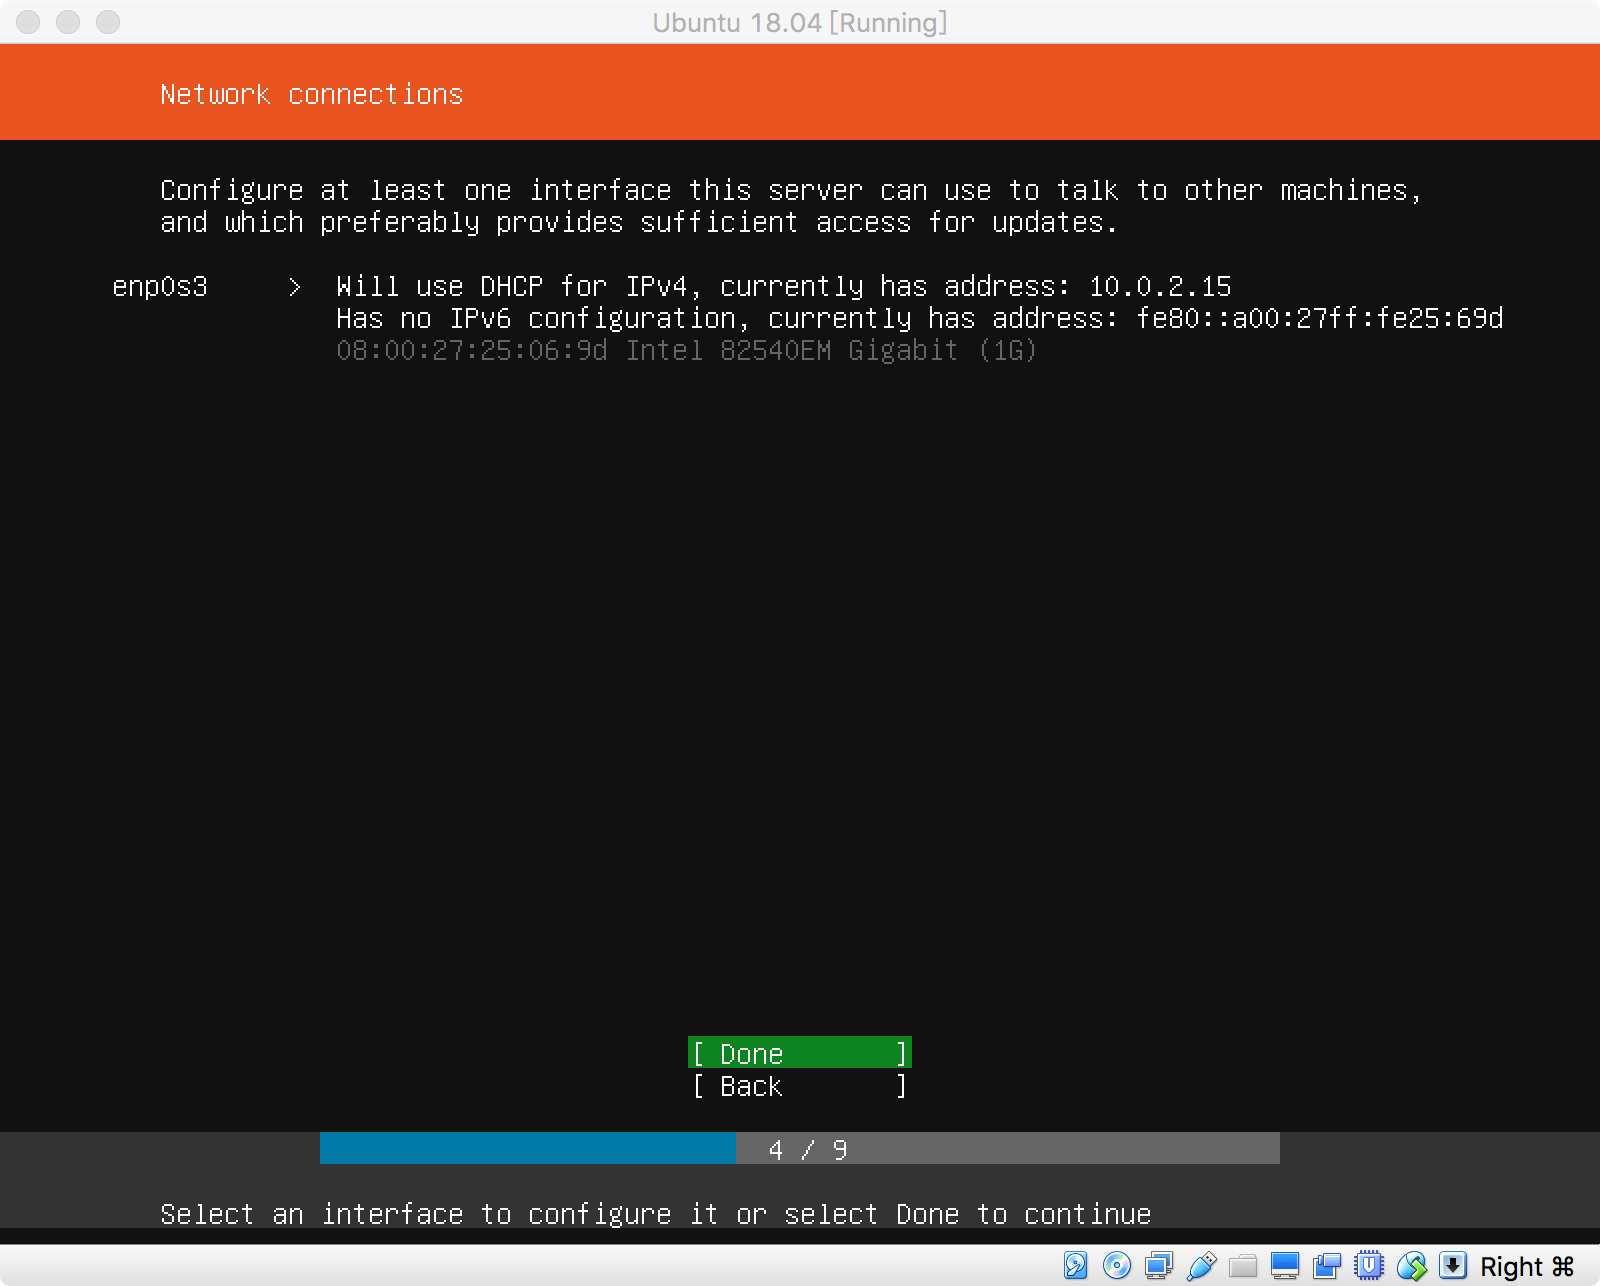 Ubuntu 18.04 [Running]
Network connections
Configure at least one interface this server can use to talk to other machines,
and which preferably provides sufficient access for updates.
enp0s3 > Will use DHCP for IPv4, currently has address: 10.0.2.15
Has no IPv6 configuration, currently has address: fe80::a00:27ff:fe25:69d
08:00:27:25:06:9d Intel 82540EM Gigabit (1G)
[ Done ]
[ Back ]
4 / 9
Select an interface to configure it or select Done to continue
Right ⌘